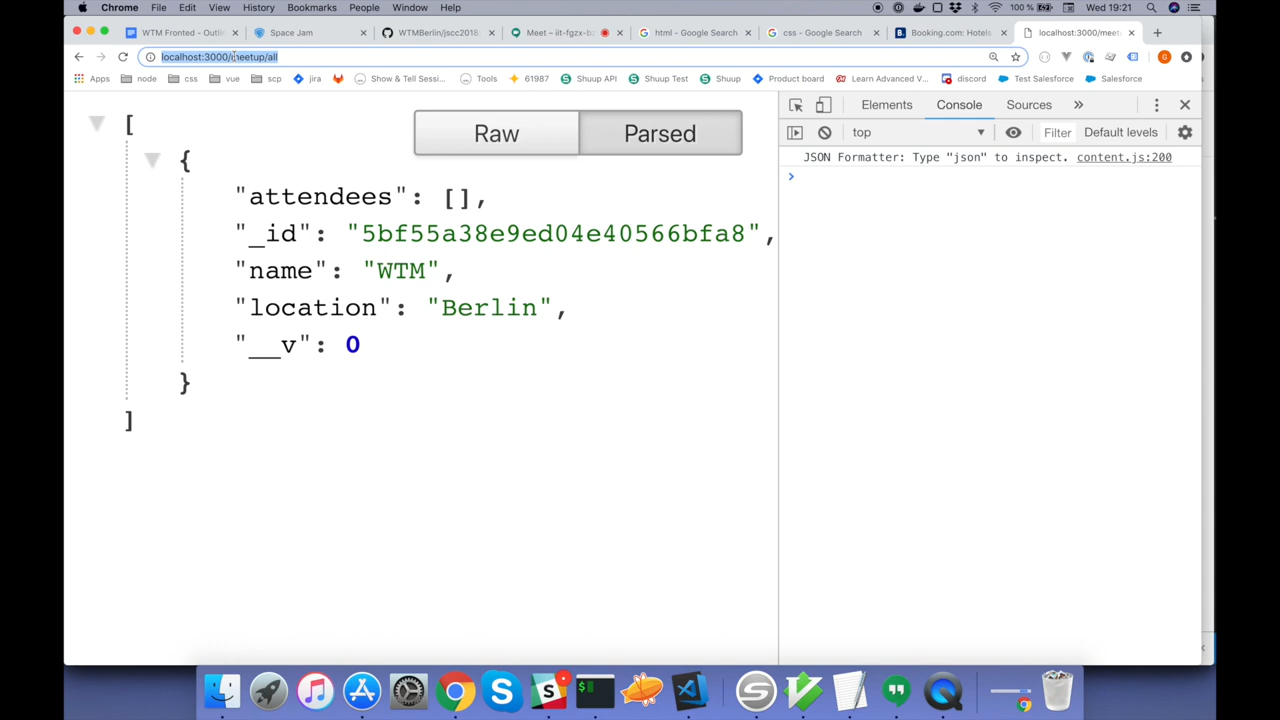 Chrome File Edit View History Bookmarks People Window Help 100 % Wed 19:21
WTM Fronted - Outli Space Jam WTMBerlin/jscc2018 Meet – iit-fgzx-b html - Google Search css - Google Search Booking.com: Hotels localhost:3000/meet
localhost:3000/meetup/all
Apps node css vue scp jira Show & Tell Sessi... Tools 61987 Shuup API Shuup Test Product board Learn Advanced V... discord Test Salesforce Salesforce
Elements Console Sources
top Filter Default levels
JSON Formatter: Type "json" to inspect. content.js:200
Raw Parsed
[
{
"attendees": [],
"_id": "5bf55a38e9ed04e40566bfa8",
"name": "WTM",
"location": "Berlin",
"__v": 0
}
]